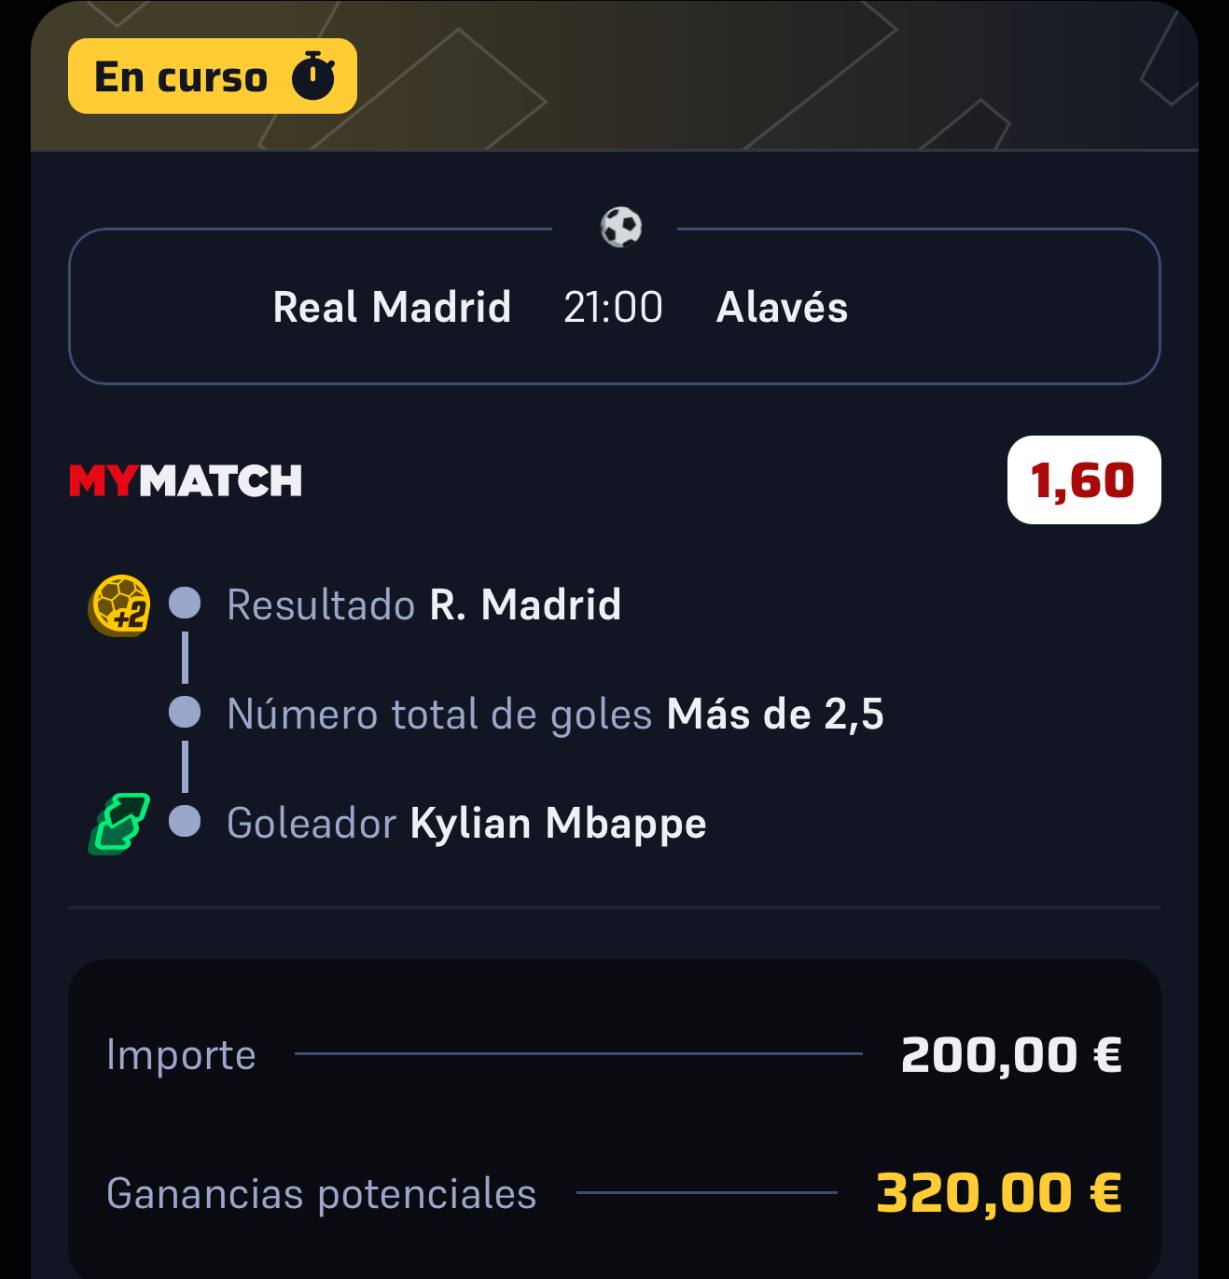 En curso
Real Madrid 21:00 Alavés
MYMATCH 1,60
+2 Resultado R. Madrid
Número total de goles Más de 2,5
Goleador Kylian Mbappe
Importe 200,00 €
Ganancias potenciales 320,00 €